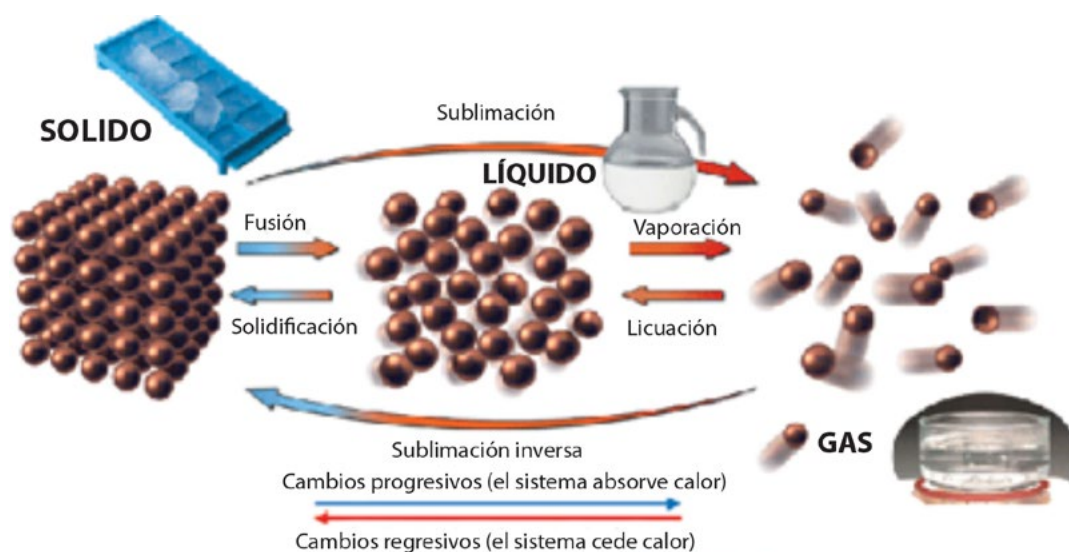 SOLIDO
Sublimación
LÍQUIDO
Fusión
Vaporación
Solidificación
Licuación
Sublimación inversa
GAS
Cambios progresivos (el sistema absorve calor)
Cambios regresivos (el sistema cede calor)